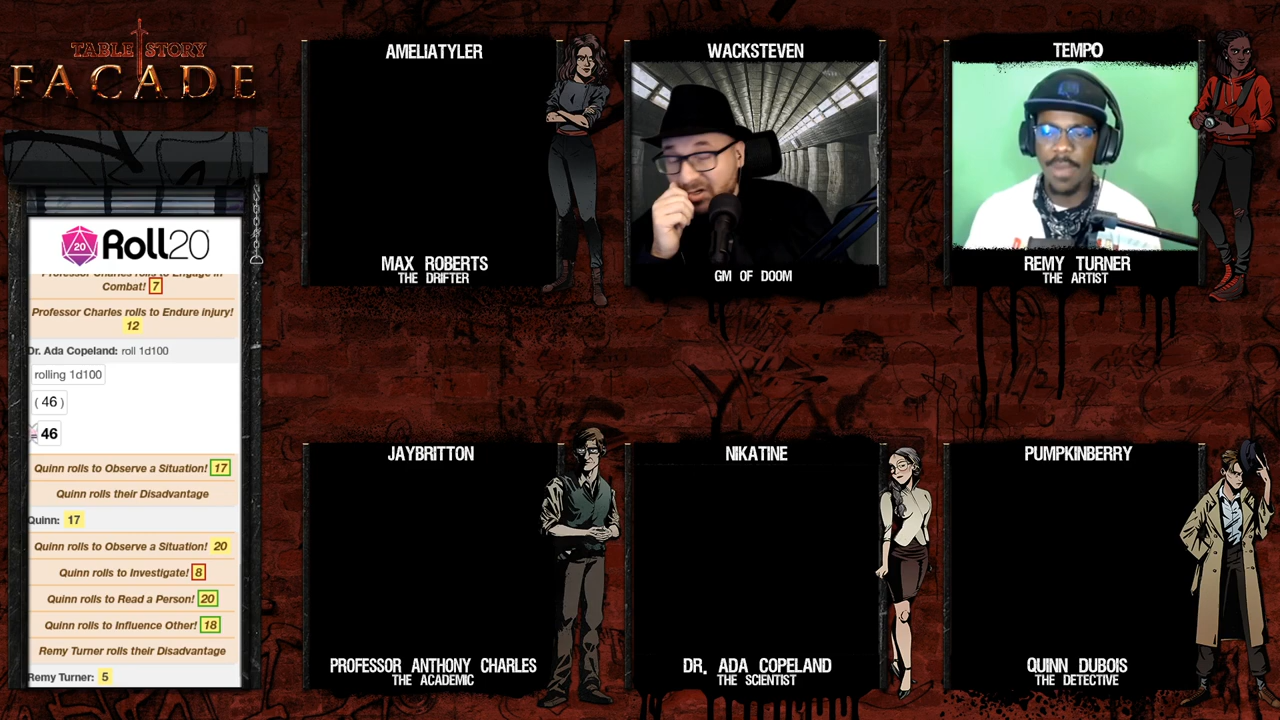 TABLE STORY
FACADE
20
Roll20
Professor Charles rolls to Engage in
Combat! 7
Professor Charles rolls to Endure injury!
12
Dr. Ada Copeland: roll 1d100
rolling 1d100
( 46 )
46
Quinn rolls to Observe a Situation! 17
Quinn rolls their Disadvantage
Quinn: 17
Quinn rolls to Observe a Situation! 20
Quinn rolls to Investigate! 8
Quinn rolls to Read a Person! 20
Quinn rolls to Influence Other! 18
Remy Turner rolls their Disadvantage
Remy Turner: 5
AMELIATYLER
MAX ROBERTS
THE DRIFTER
WACKSTEVEN
GM OF DOOM
TEMPO
REMY TURNER
THE ARTIST
JAYBRITTON
PROFESSOR ANTHONY CHARLES
THE ACADEMIC
NIKATINE
DR. ADA COPELAND
THE SCIENTIST
PUMPKINBERRY
QUINN DUBOIS
THE DETECTIVE